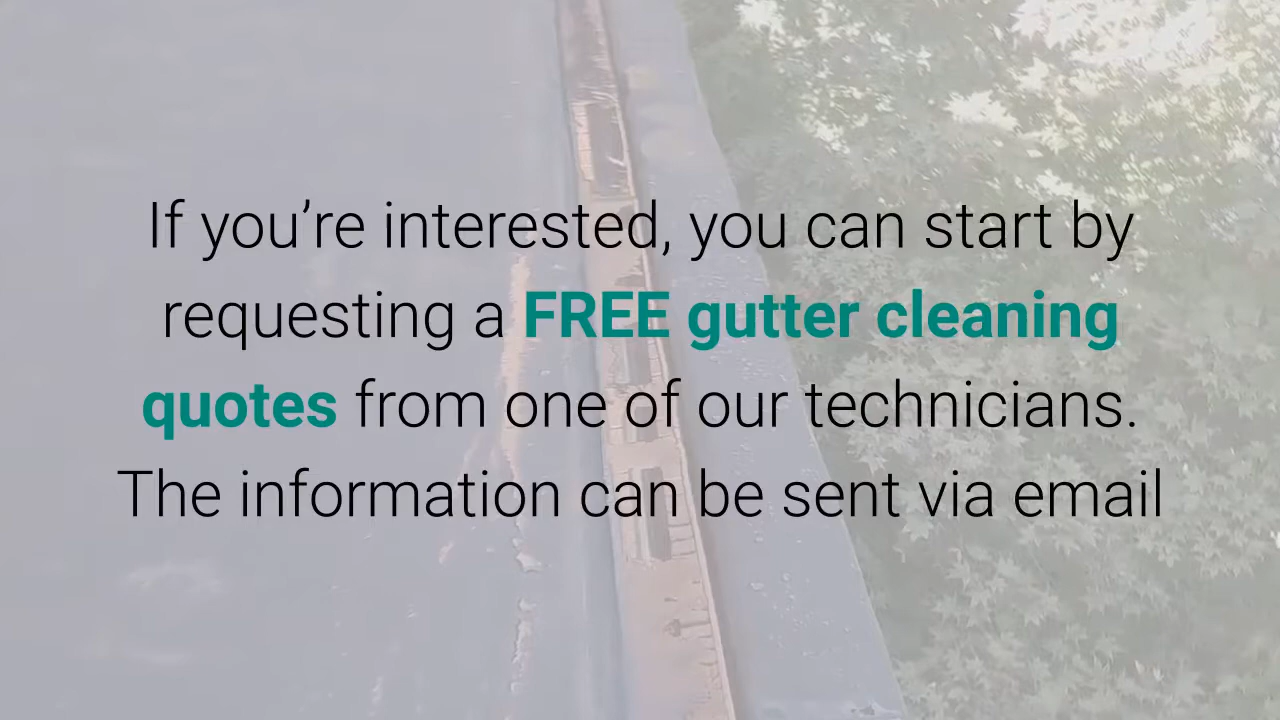 If you’re interested, you can start by
requesting a FREE gutter cleaning
quotes from one of our technicians.
The information can be sent via email